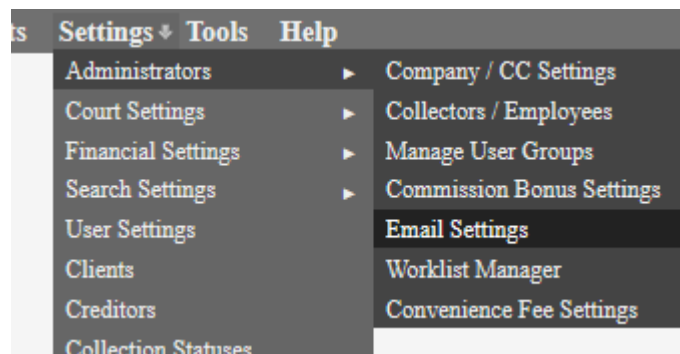 ts Settings Tools Help
Administrators
Court Settings
Financial Settings
Search Settings
User Settings
Clients
Creditors
Collection Statuses
Company / CC Settings
Collectors / Employees
Manage User Groups
Commission Bonus Settings
Email Settings
Worklist Manager
Convenience Fee Settings